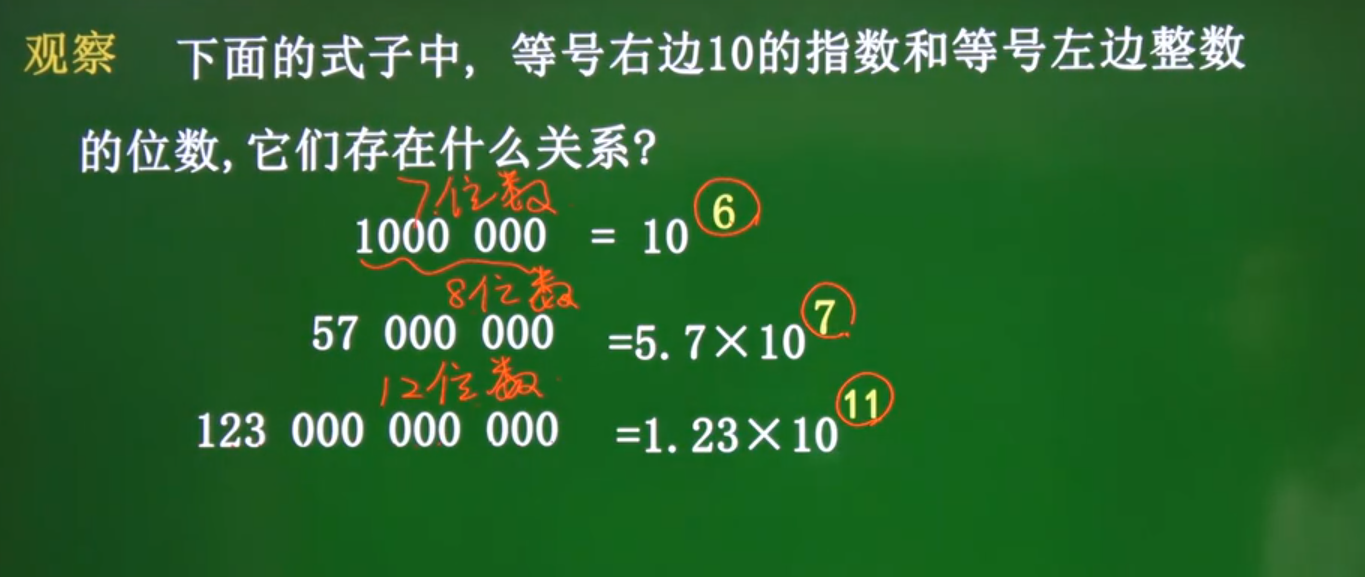 观察 下面的式子中, 等号右边10的指数和等号左边整数
的位数, 它们存在什么关系?
7位数
1000 000 = 10^6
8位数
57 000 000 =5.7×10^7
12位数
123 000 000 000 =1.23×10^11